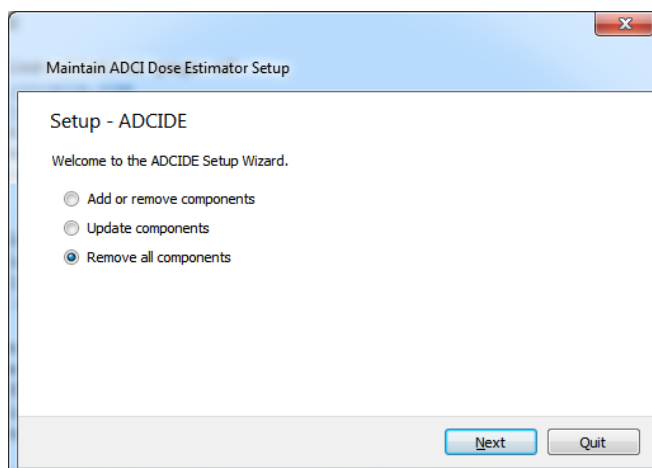 Maintain ADCI Dose Estimator Setup
Setup - ADCIDE
Welcome to the ADCIDE Setup Wizard.
Add or remove components
Update components
Remove all components
Next
Quit